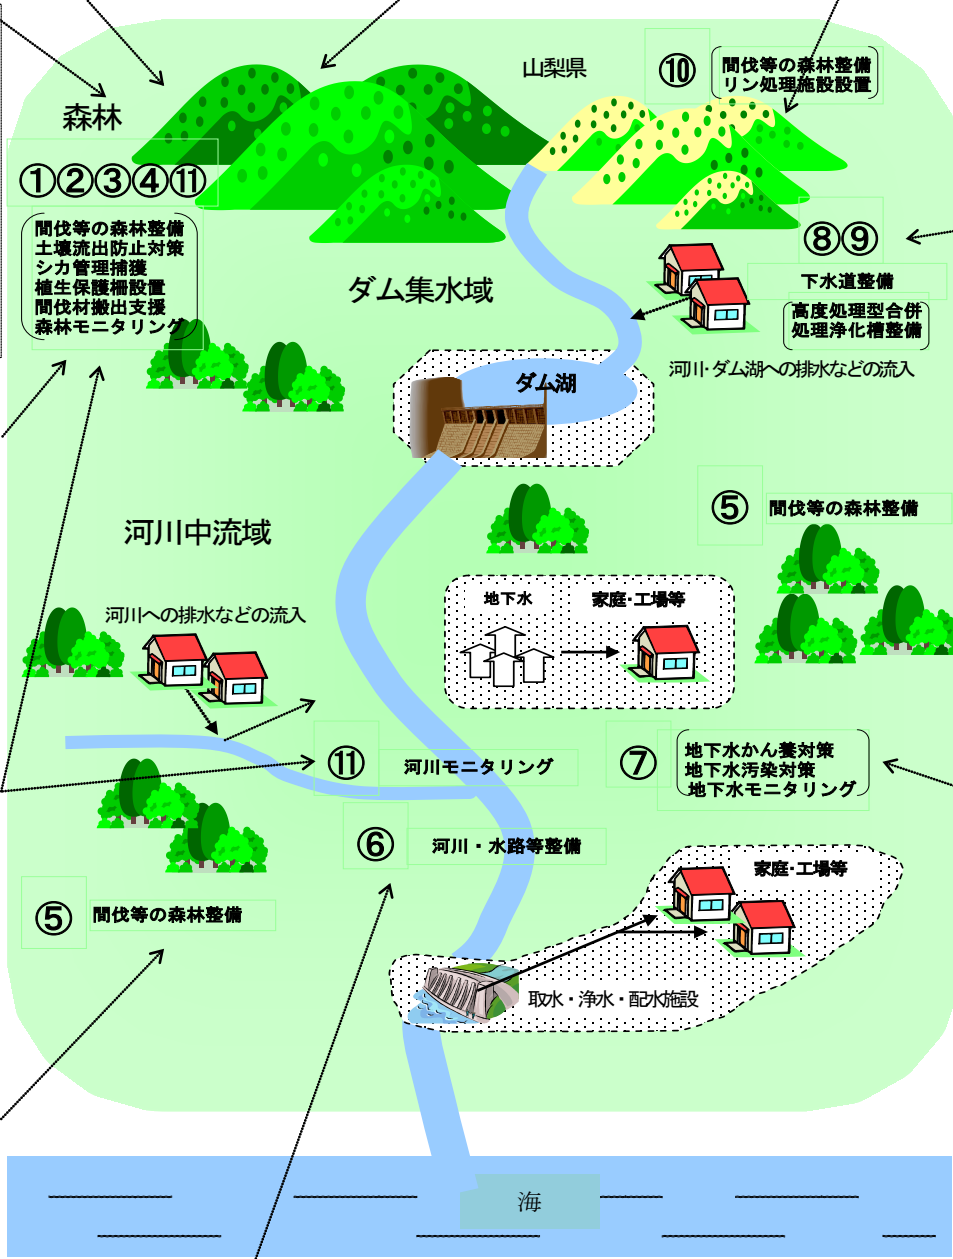 山梨県
⑩
間伐等の森林整備
リン処理施設設置
森林
①②③④⑪
間伐等の森林整備
土壌流出防止対策
シカ管理捕獲
植生保護柵設置
間伐材搬出支援
森林モニタリング
⑧⑨
下水道整備
高度処理型合併
処理浄化槽整備
ダム集水域
河川・ダム湖への排水などの流入
ダム湖
⑤
間伐等の森林整備
河川中流域
地下水
家庭・工場等
河川への排水などの流入
⑪
河川モニタリング
⑦
地下水かん養対策
地下水汚染対策
地下水モニタリング
⑥
河川・水路等整備
家庭・工場等
⑤
間伐等の森林整備
取水・浄水・配水施設
海